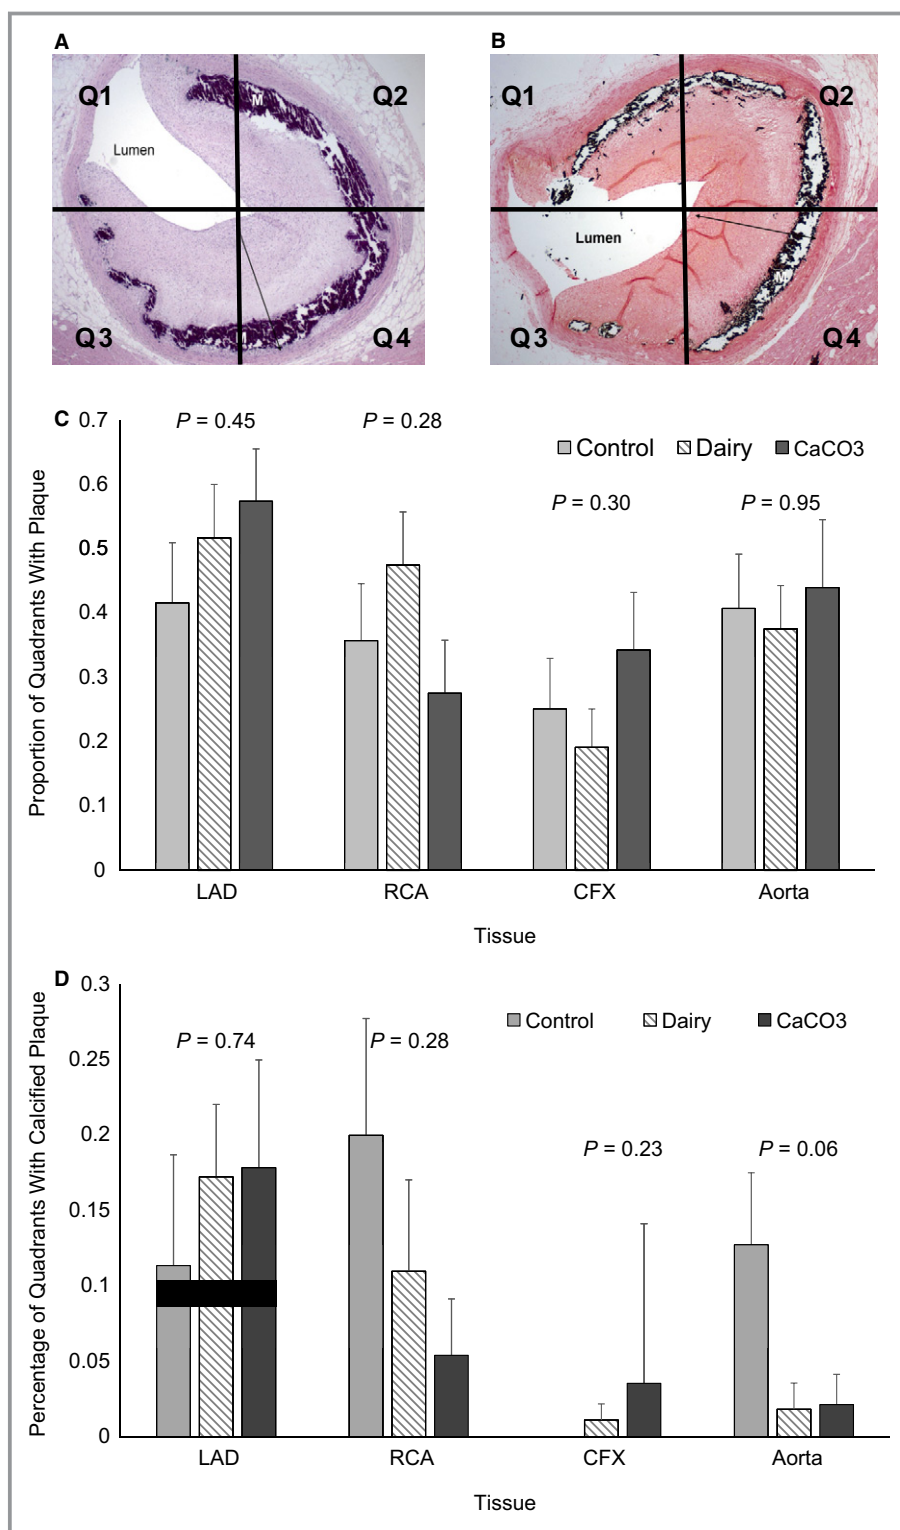 A
B
Q1
Q2
M
Lumen
Q3
Q4
Q1
Q2
Lumen
Q3
Q4
C
0.7
0.6
0.5
0.4
0.3
0.2
0.1
0
Proportion of Quadrants With Plaque
P = 0.45
P = 0.28
Control
Dairy
CaCO3
P = 0.30
P = 0.95
LAD
RCA
CFX
Aorta
Tissue
D
0.3
0.25
0.2
0.15
0.1
0.05
0
Percentage of Quadrants With Calcified Plaque
Control
Dairy
CaCO3
P = 0.74
P = 0.28
P = 0.23
P = 0.06
LAD
RCA
CFX
Aorta
Tissue